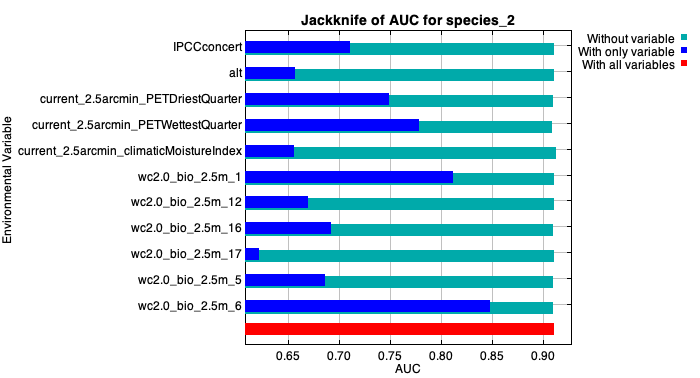 Jackknife of AUC for species_2
Without variable
With only variable
With all variables
Environmental Variable
IPCCconcert
alt
current_2.5arcmin_PETDriestQuarter
current_2.5arcmin_PETWettestQuarter
current_2.5arcmin_climaticMoistureIndex
wc2.0_bio_2.5m_1
wc2.0_bio_2.5m_12
wc2.0_bio_2.5m_16
wc2.0_bio_2.5m_17
wc2.0_bio_2.5m_5
wc2.0_bio_2.5m_6
0.65 0.70 0.75 0.80 0.85 0.90
AUC